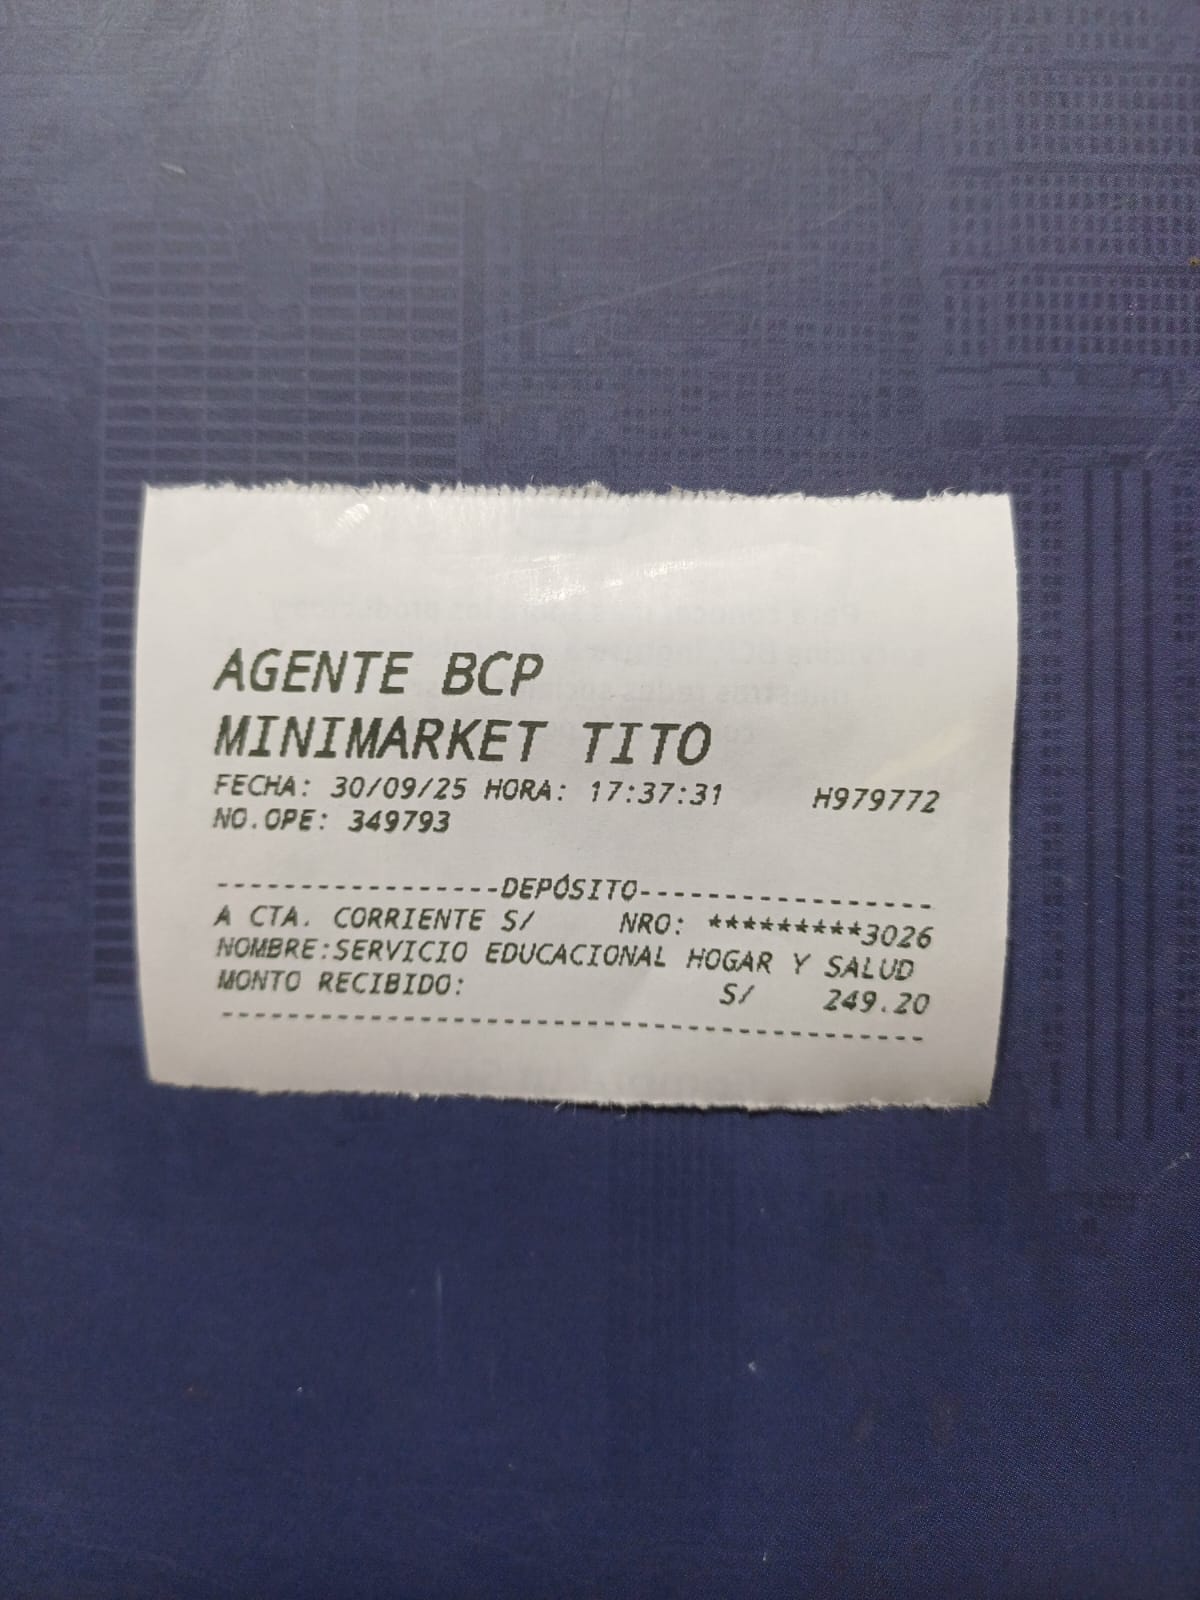 AGENTE BCP
MINIMARKET TITO
FECHA: 30/09/25 HORA: 17:37:31 H979772
NO.OPE: 349793
-----------------DEPÓSITO------------------
A CTA. CORRIENTE S/ NRO: *********3026
NOMBRE:SERVICIO EDUCACIONAL HOGAR Y SALUD
MONTO RECIBIDO: S/ 249.20
-------------------------------------------